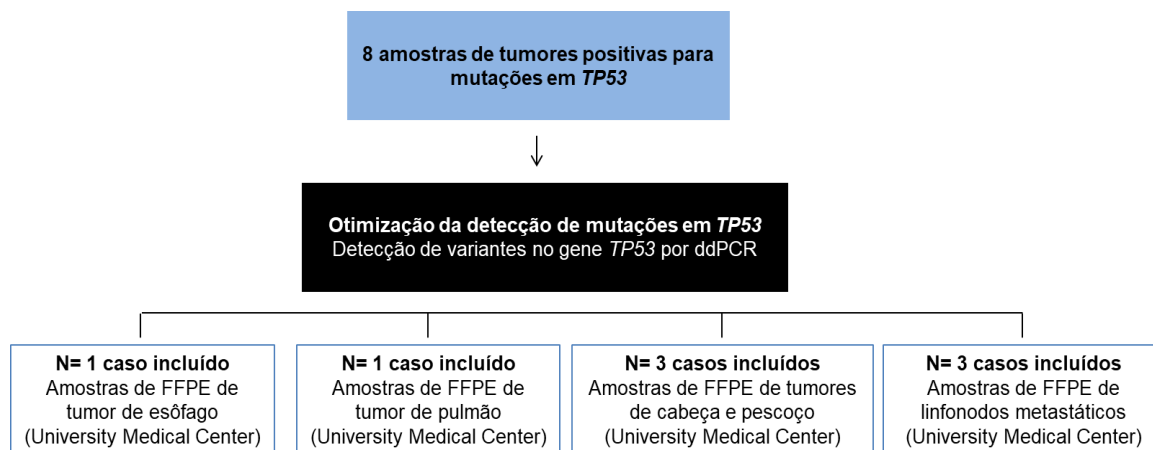 8 amostras de tumores positivas para
mutações em TP53
Otimização da detecção de mutações em TP53
Detecção de variantes no gene TP53 por ddPCR
N= 1 caso incluído
Amostras de FFPE de
tumor de esôfago
(University Medical Center)
N= 1 caso incluído
Amostras de FFPE de
tumor de pulmão
(University Medical Center)
N= 3 casos incluídos
Amostras de FFPE de tumores
de cabeça e pescoço
(University Medical Center)
N= 3 casos incluídos
Amostras de FFPE de
linfonodos metastáticos
(University Medical Center)